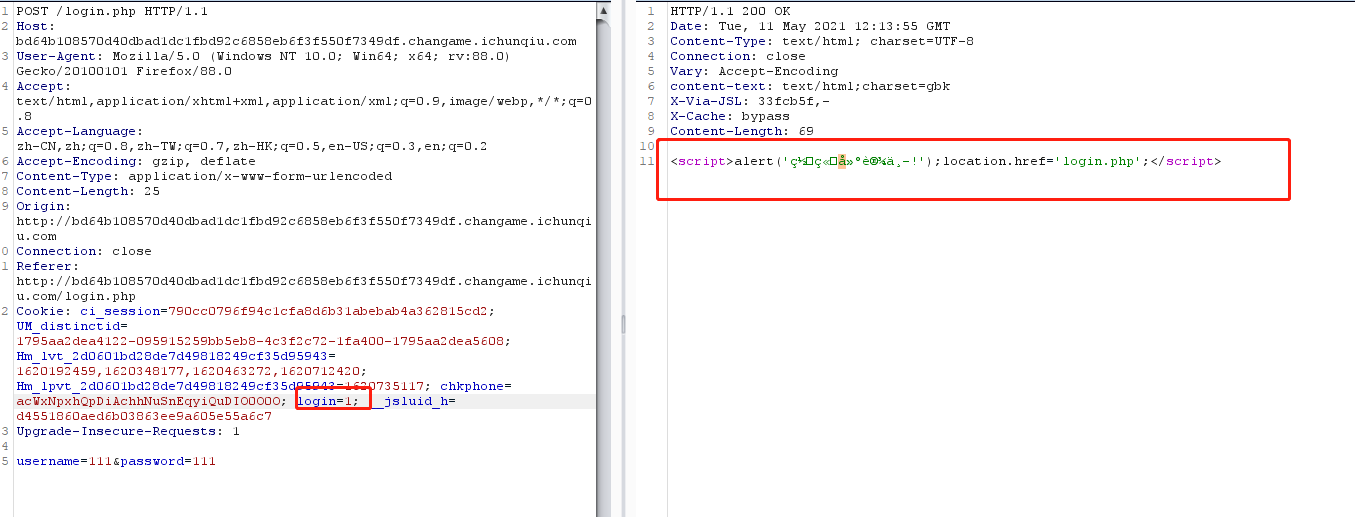 1 POST /login.php HTTP/1.1
2 Host:
bd64b108570d40dbad1dc1fbd92c6858eb6f3f550f7349df.changame.ichunqiu.com
3 User-Agent: Mozilla/5.0 (Windows NT 10.0; Win64; x64; rv:88.0)
Gecko/20100101 Firefox/88.0
4 Accept:
text/html,application/xhtml+xml,application/xml;q=0.9,image/webp,*/*;q=0
.8
5 Accept-Language:
zh-CN,zh;q=0.8,zh-TW;q=0.7,zh-HK;q=0.5,en-US;q=0.3,en;q=0.2
6 Accept-Encoding: gzip, deflate
7 Content-Type: application/x-www-form-urlencoded
8 Content-Length: 25
9 Origin:
http://bd64b108570d40dbad1dc1fbd92c6858eb6f3f550f7349df.changame.ichunqi
u.com
0 Connection: close
1 Referer:
http://bd64b108570d40dbad1dc1fbd92c6858eb6f3f550f7349df.changame.ichunqi
u.com/login.php
2 Cookie: ci_session=790cc0796f94c1cfa8d6b31abebab4a362815cd2;
UM_distinctid=
1795aa2dea4122-095915259bb5eb8-4c3f2c72-1fa400-1795aa2dea5608;
Hm_lvt_2d0601bd28de7d49818249cf35d95943=
1620192459,1620348177,1620463272,1620712420;
Hm_lpvt_2d0601bd28de7d49818249cf35d95943=1620735117; chkphone=
acWxNpxhQpDiAchhNuSnEqyiQuDIO0O0O; login=1; __jsluid_h=
d4551860aed6b03863ee9a605e55a6c7
3 Upgrade-Insecure-Requests: 1
4
5 username=111&password=111
1 HTTP/1.1 200 OK
2 Date: Tue, 11 May 2021 12:13:55 GMT
3 Content-Type: text/html; charset=UTF-8
4 Connection: close
5 Vary: Accept-Encoding
6 content-text: text/html;charset=gbk
7 X-Via-JSL: 33fcb5f,-
8 X-Cache: bypass
9 Content-Length: 69
10
11 <script>alert('ç½□ç«□å»ºè®¾ä¸-!');location.href='login.php';</script>